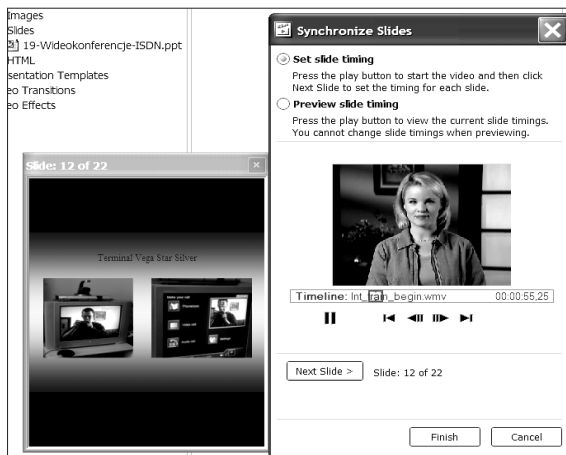 Images
Slides
19-Wideokonferencje-ISDN.ppt
HTML
sentation Templates
eo Transitions
eo Effects
Slide: 12 of 22
Terminal Vega Star Silver
Synchronize Slides
Set slide timing
Press the play button to start the video and then click
Next Slide to set the timing for each slide.
Preview slide timing
Press the play button to view the current slide timings.
You cannot change slide timings when previewing.
Timeline: Int_tram_begin.wmv 00:00:55,25
Next Slide > Slide: 12 of 22
Finish Cancel